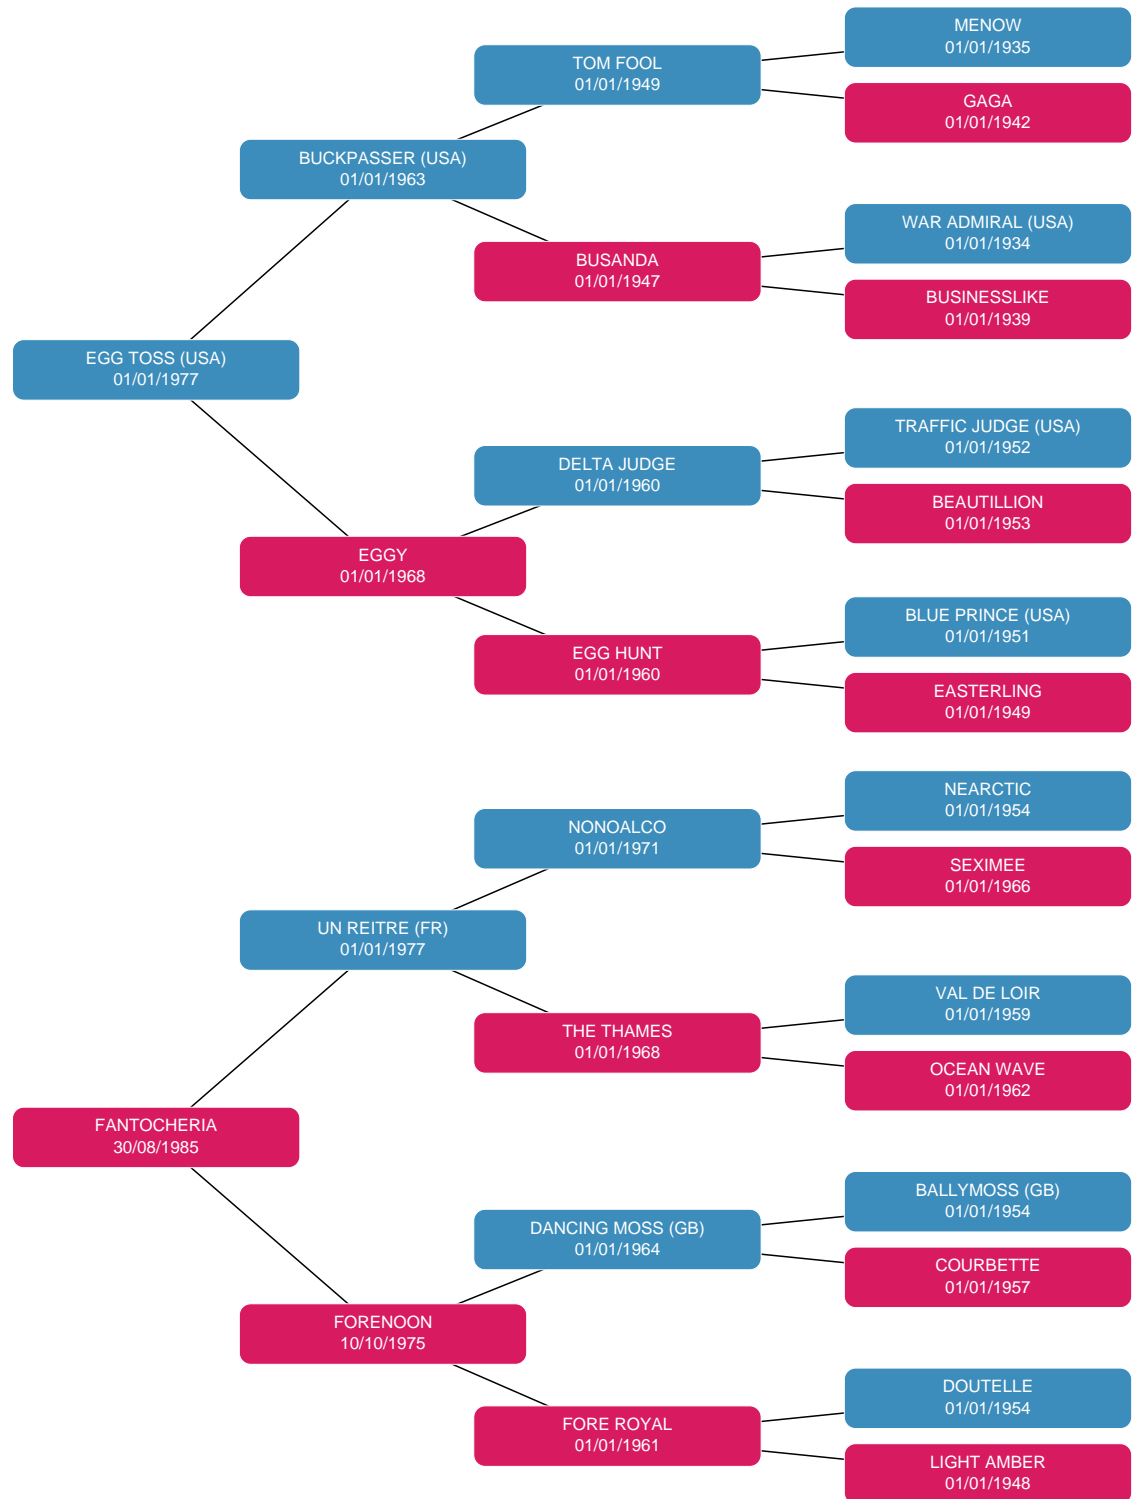 MENOW
01/01/1935
TOM FOOL
01/01/1949
GAGA
01/01/1942
BUCKPASSER (USA)
01/01/1963
WAR ADMIRAL (USA)
01/01/1934
BUSANDA
01/01/1947
BUSINESSLIKE
01/01/1939
EGG TOSS (USA)
01/01/1977
TRAFFIC JUDGE (USA)
01/01/1952
DELTA JUDGE
01/01/1960
BEAUTILLION
01/01/1953
EGGY
01/01/1968
BLUE PRINCE (USA)
01/01/1951
EGG HUNT
01/01/1960
EASTERLING
01/01/1949
NEARCTIC
01/01/1954
NONOALCO
01/01/1971
SEXIMEE
01/01/1966
UN REITRE (FR)
01/01/1977
VAL DE LOIR
01/01/1959
THE THAMES
01/01/1968
OCEAN WAVE
01/01/1962
FANTOCHERIA
30/08/1985
BALLYMOSS (GB)
01/01/1954
DANCING MOSS (GB)
01/01/1964
COURBETTE
01/01/1957
FORENOON
10/10/1975
DOUTELLE
01/01/1954
FORE ROYAL
01/01/1961
LIGHT AMBER
01/01/1948